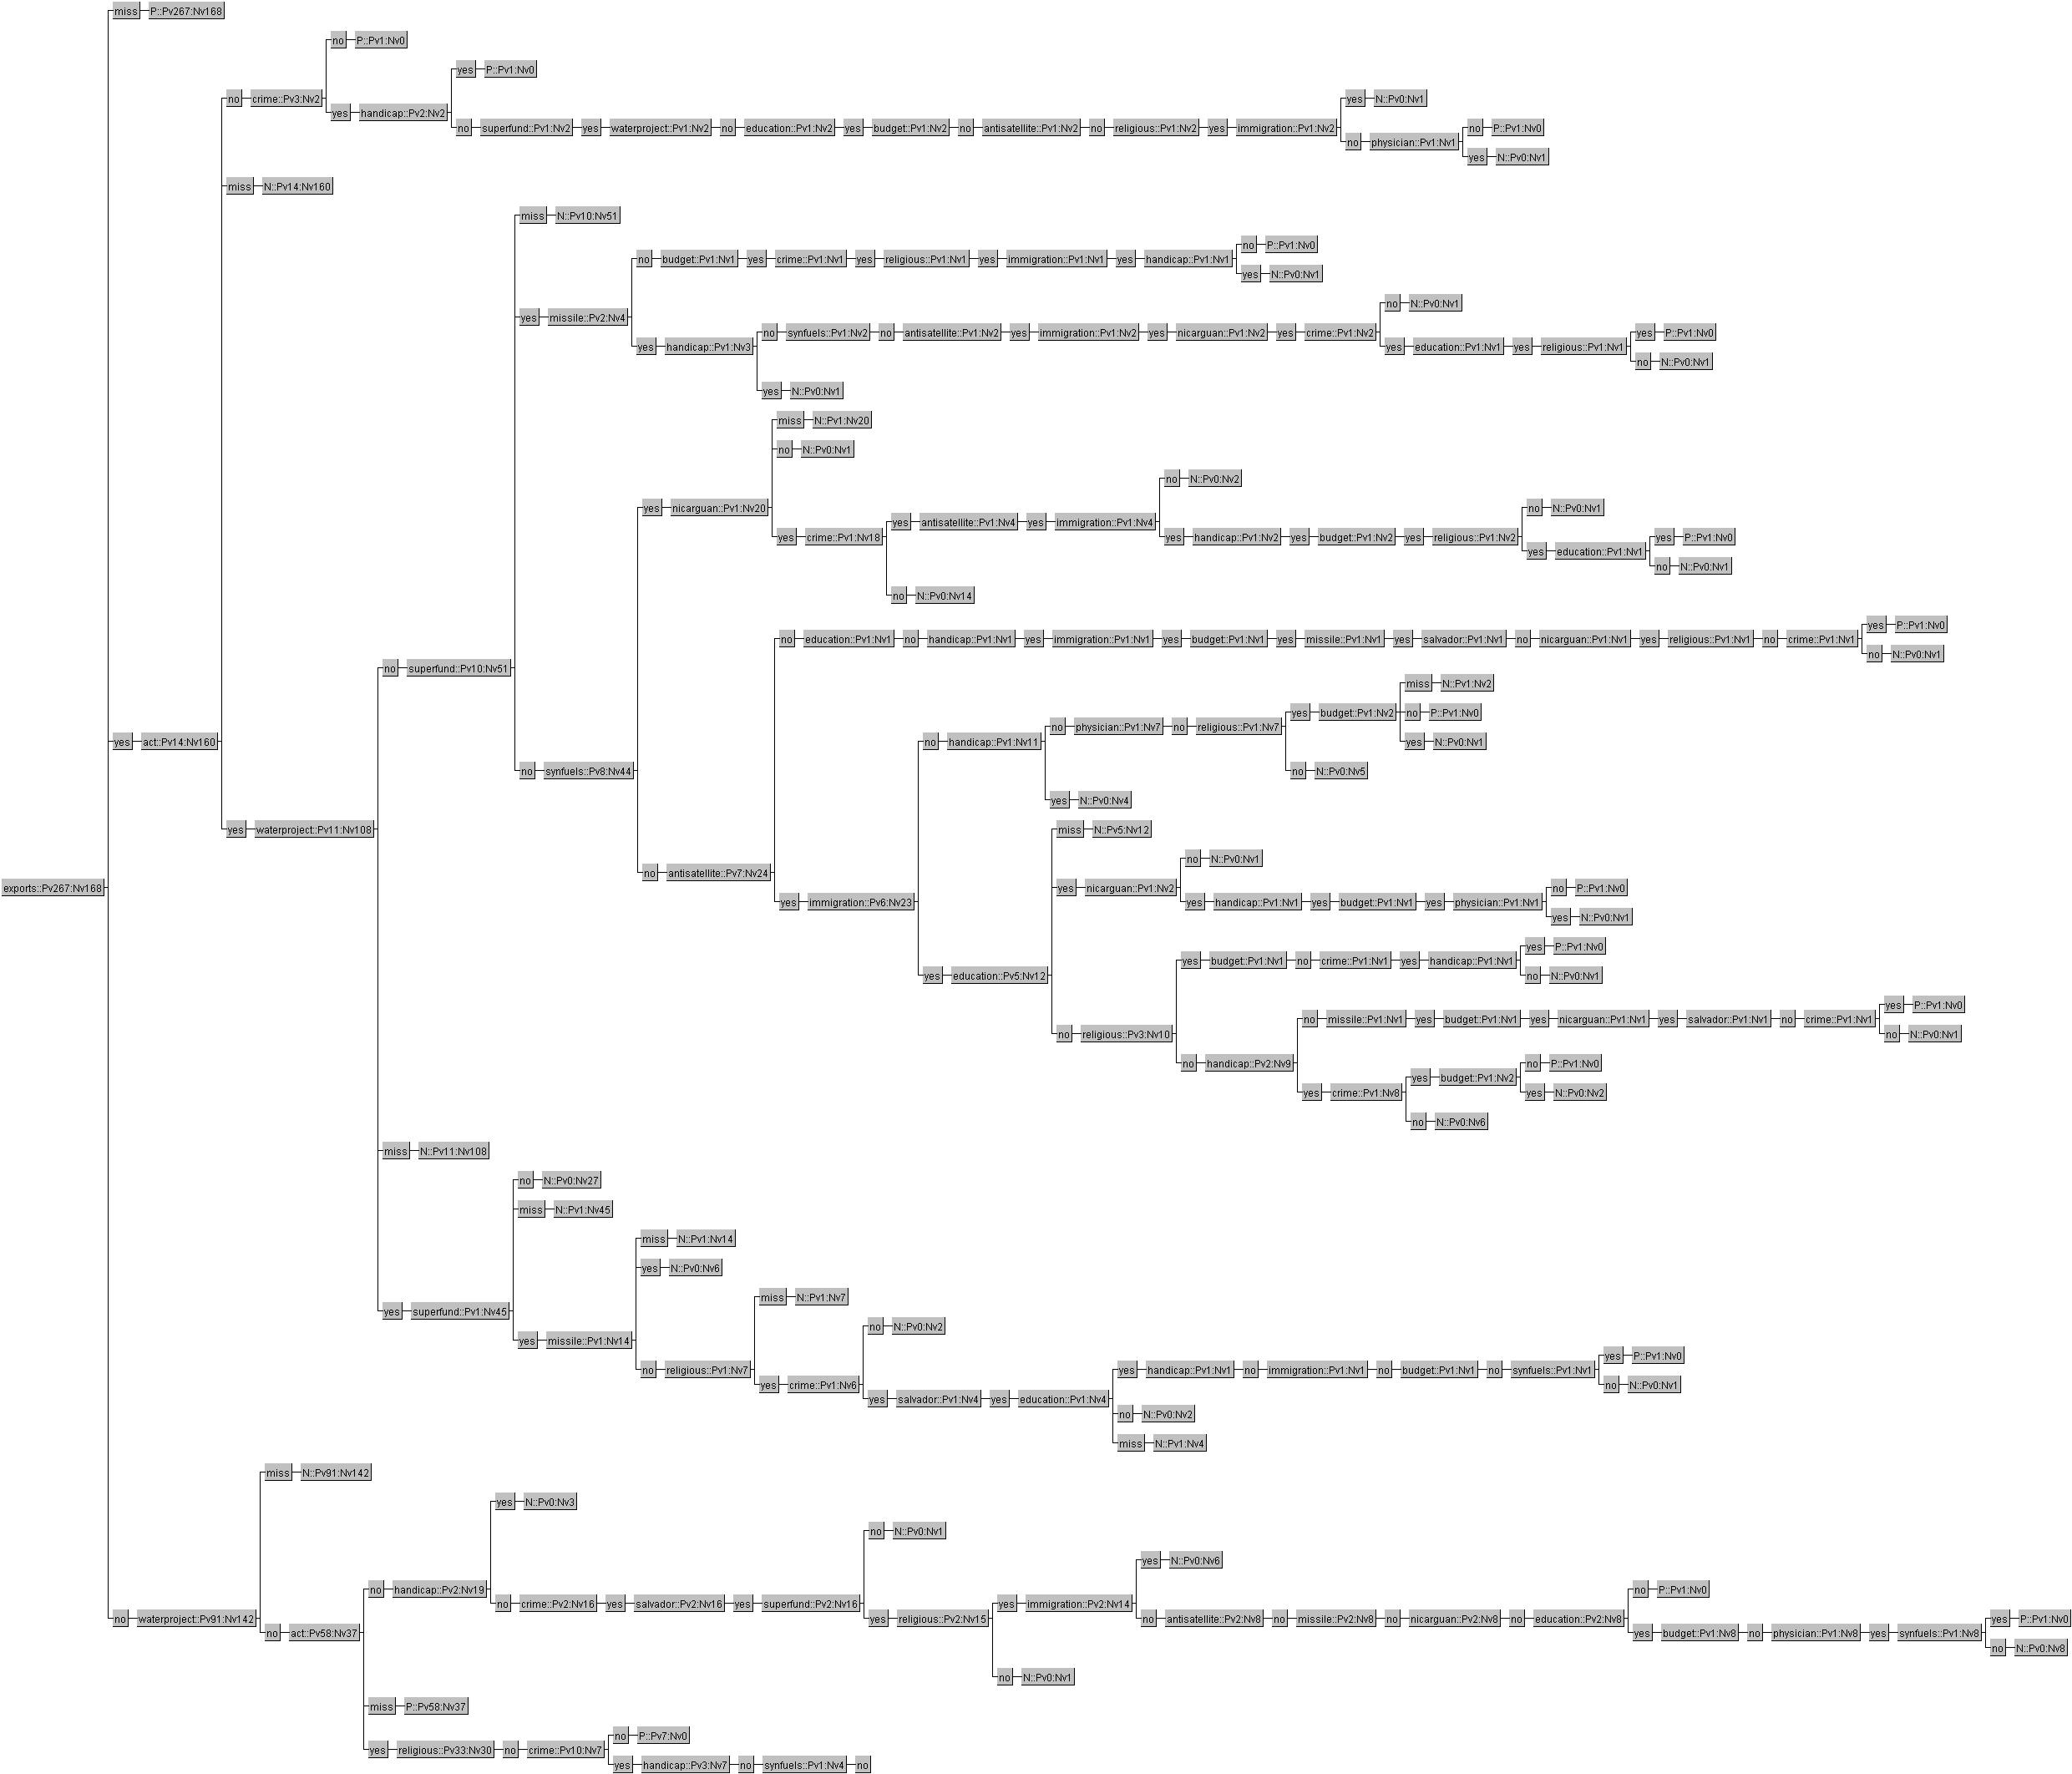 miss P::Pv267:Nv168
no P::Pv1:Nv0
yes P::Pv1:Nv0
no crime::Pv3:Nv2 yes N::Pv0:Nv1
yes handicap::Pv2:Nv2
no superfund::Pv1:Nv2 yes waterproject::Pv1:Nv2 no education::Pv1:Nv2 yes budget::Pv1:Nv2 no antisatellite::Pv1:Nv2 no religious::Pv1:Nv2 yes immigration::Pv1:Nv2 no P::Pv1:Nv0
no physician::Pv1:Nv1
yes N::Pv0:Nv1
miss N::Pv14:Nv160
miss N::Pv10:Nv51
no P::Pv1:Nv0
no budget::Pv1:Nv1 yes crime::Pv1:Nv1 yes religious::Pv1:Nv1 yes immigration::Pv1:Nv1 yes handicap::Pv1:Nv1
yes N::Pv0:Nv1
no N::Pv0:Nv1
yes missile::Pv2:Nv4
no synfuels::Pv1:Nv2 no antisatellite::Pv1:Nv2 yes immigration::Pv1:Nv2 yes nicarguan::Pv1:Nv2 yes crime::Pv1:Nv2 yes P::Pv1:Nv0
yes handicap::Pv1:Nv3 yes education::Pv1:Nv1 yes religious::Pv1:Nv1
no N::Pv0:Nv1
yes N::Pv0:Nv1
miss N::Pv1:Nv20
no N::Pv0:Nv1
no N::Pv0:Nv2
yes nicarguan::Pv1:Nv20 no N::Pv0:Nv1
yes antisatellite::Pv1:Nv4 yes immigration::Pv1:Nv4
yes crime::Pv1:Nv18 yes handicap::Pv1:Nv2 yes budget::Pv1:Nv2 yes religious::Pv1:Nv2 yes P::Pv1:Nv0
yes education::Pv1:Nv1
no N::Pv0:Nv1
no N::Pv0:Nv14
no education::Pv1:Nv1 no handicap::Pv1:Nv1 yes immigration::Pv1:Nv1 yes budget::Pv1:Nv1 yes missile::Pv1:Nv1 yes salvador::Pv1:Nv1 no nicarguan::Pv1:Nv1 yes religious::Pv1:Nv1 no crime::Pv1:Nv1 yes P::Pv1:Nv0
no N::Pv0:Nv1
no superfund::Pv10:Nv51
miss N::Pv1:Nv2
yes budget::Pv1:Nv2 no P::Pv1:Nv0
no physician::Pv1:Nv7 no religious::Pv1:Nv7
yes act::Pv14:Nv160 no handicap::Pv1:Nv11 yes N::Pv0:Nv1
no synfuels::Pv8:Nv44 no N::Pv0:Nv5
yes N::Pv0:Nv4
yes waterproject::Pv11:Nv108 miss N::Pv5:Nv12
no N::Pv0:Nv1
no antisatellite::Pv7:Nv24
exports::Pv267:Nv168 yes nicarguan::Pv1:Nv2 no P::Pv1:Nv0
yes immigration::Pv6:Nv23 yes handicap::Pv1:Nv1 yes budget::Pv1:Nv1 yes physician::Pv1:Nv1
yes N::Pv0:Nv1
yes P::Pv1:Nv0
yes budget::Pv1:Nv1 no crime::Pv1:Nv1 yes handicap::Pv1:Nv1
yes education::Pv5:Nv12 no N::Pv0:Nv1
yes P::Pv1:Nv0
no missile::Pv1:Nv1 yes budget::Pv1:Nv1 yes nicarguan::Pv1:Nv1 yes salvador::Pv1:Nv1 no crime::Pv1:Nv1
no religious::Pv3:Nv10 no N::Pv0:Nv1
no handicap::Pv2:Nv9 no P::Pv1:Nv0
yes budget::Pv1:Nv2
yes crime::Pv1:Nv8 yes N::Pv0:Nv2
no N::Pv0:Nv6
miss N::Pv11:Nv108
no N::Pv0:Nv27
miss N::Pv1:Nv45
miss N::Pv1:Nv14
yes N::Pv0:Nv6
miss N::Pv1:Nv7
yes superfund::Pv1:Nv45
no N::Pv0:Nv2
yes missile::Pv1:Nv14
yes P::Pv1:Nv0
no religious::Pv1:Nv7 yes handicap::Pv1:Nv1 no immigration::Pv1:Nv1 no budget::Pv1:Nv1 no synfuels::Pv1:Nv1
yes crime::Pv1:Nv6 no N::Pv0:Nv1
yes salvador::Pv1:Nv4 yes education::Pv1:Nv4
no N::Pv0:Nv2
miss N::Pv1:Nv4
miss N::Pv91:Nv142
yes N::Pv0:Nv3
no N::Pv0:Nv1
yes N::Pv0:Nv6
no handicap::Pv2:Nv19 no P::Pv1:Nv0
no crime::Pv2:Nv16 yes salvador::Pv2:Nv16 yes superfund::Pv2:Nv16 yes immigration::Pv2:Nv14
no waterproject::Pv91:Nv142 yes religious::Pv2:Nv15 no antisatellite::Pv2:Nv8 no missile::Pv2:Nv8 no nicarguan::Pv2:Nv8 no education::Pv2:Nv8 yes P::Pv1:Nv0
no act::Pv58:Nv37 yes budget::Pv1:Nv8 no physician::Pv1:Nv8 yes synfuels::Pv1:Nv8
no N::Pv0:Nv8
no N::Pv0:Nv1
miss P::Pv58:Nv37
no P::Pv7:Nv0
yes religious::Pv33:Nv30 no crime::Pv10:Nv7
yes handicap::Pv3:Nv7 no synfuels::Pv1:Nv4 no